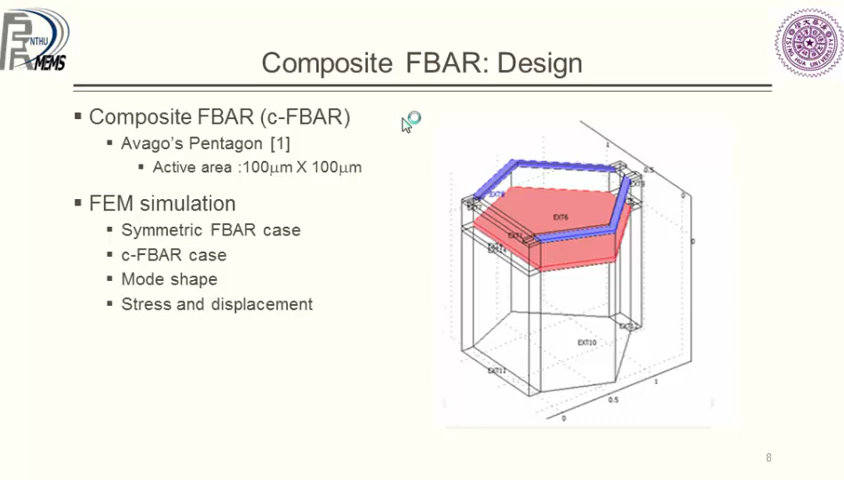 NTHU
MEMS
Composite FBAR: Design
▪ Composite FBAR (c-FBAR)
▪ Avago's Pentagon [1]
▪ Active area :100μm X 100μm
▪ FEM simulation
▪ Symmetric FBAR case
▪ c-FBAR case
▪ Mode shape
▪ Stress and displacement
1
0.5
0
0
EXT6
EXT10
EXT11
1
0.5
0
8